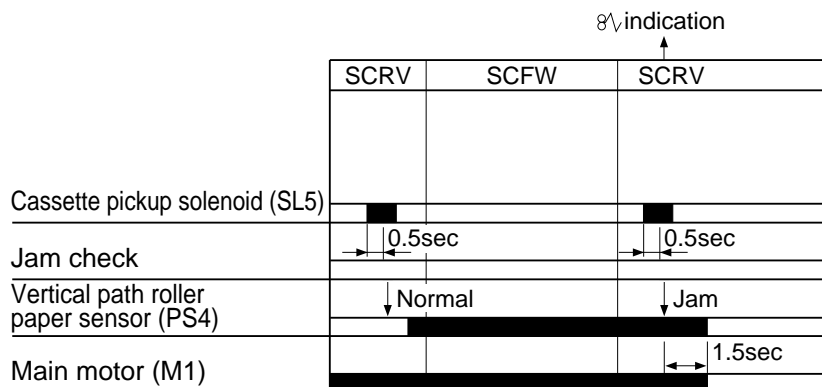 indication
SCRV SCFW SCRV
Cassette pickup solenoid (SL5)
0.5sec 0.5sec
Jam check
Vertical path roller
paper sensor (PS4)
Normal Jam
1.5sec
Main motor (M1)